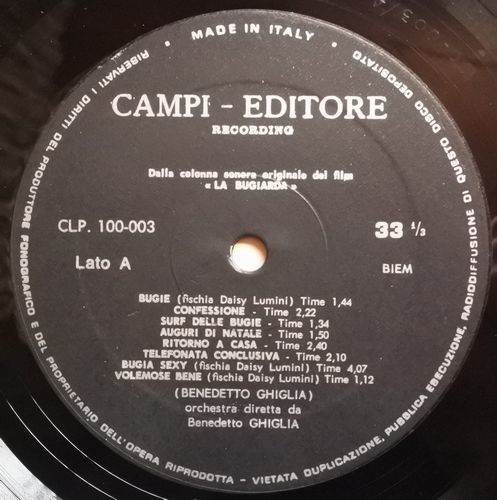 MADE IN ITALY
RISERVATI I DIRITTI DEL PRODUTTORE FONOGRAFICO E DEL PROPRIETARIO DELL'OPERA RIPRODOTTA - VIETATA DUPLICAZIONE, PUBBLICA ESECUZIONE, RADIODIFFUSIONE DI QUESTO DISCO DEPOSITATO
CAMPI - EDITORE
RECORDING
Dalla colonna sonora originale del film
« LA BUGIARDA »
CLP. 100-003 33 1/3
Lato A BIEM
BUGIE (fischia Daisy Lumini) Time 1,44
CONFESSIONE - Time 2,22
SURF DELLE BUGIE - Time 1,34
AUGURI DI NATALE - Time 1,50
RITORNO A CASA - Time 2,40
TELEFONATA CONCLUSIVA - Time 2,10
BUGIA SEXY (fischia Daisy Lumini) Time 4,07
VOLEMOSE BENE (fischia Daisy Lumini) Time 1,12
(BENEDETTO GHIGLIA)
orchestra diretta da
Benedetto GHIGLIA